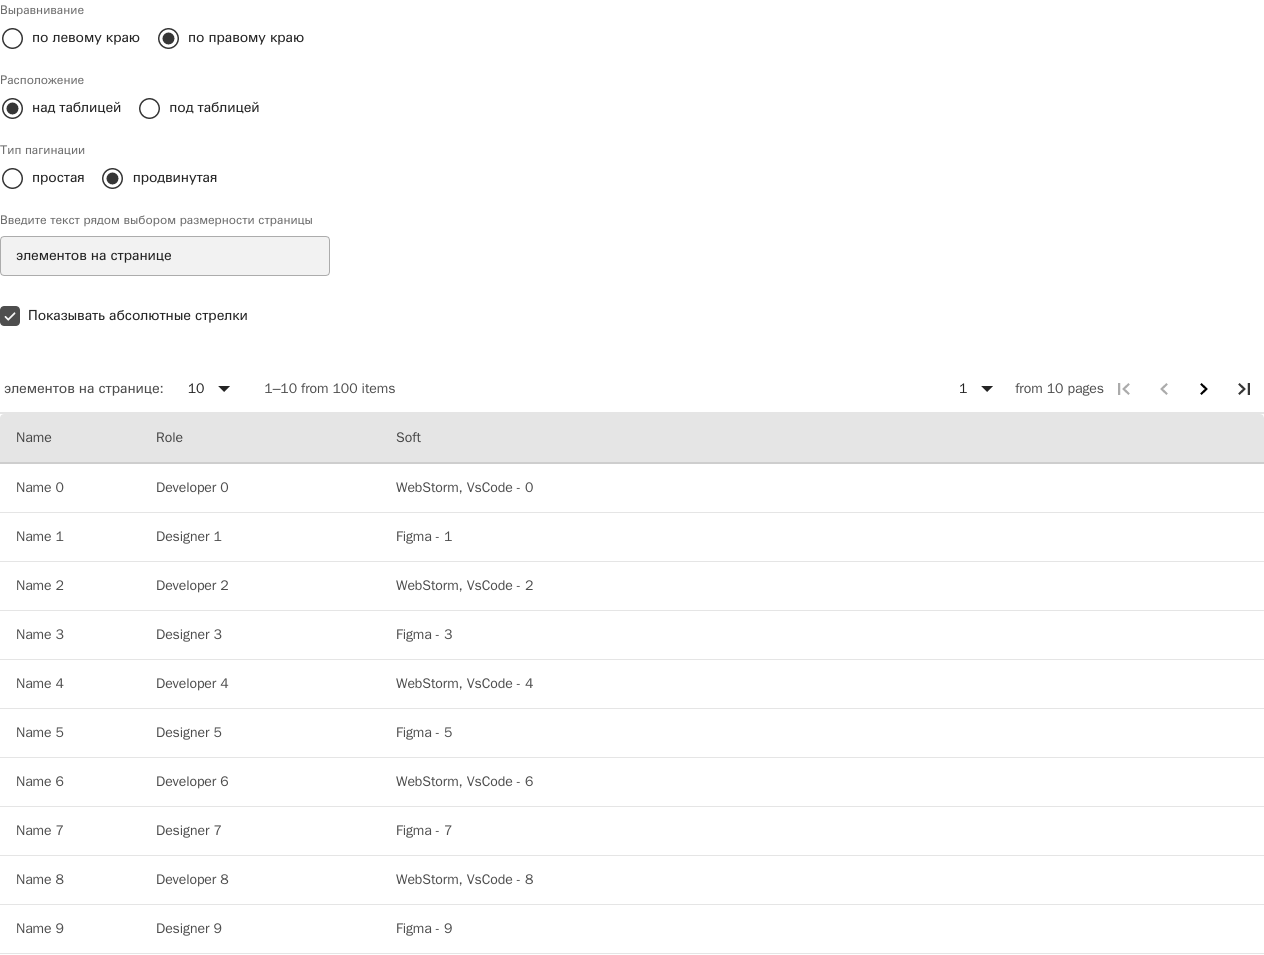 Выравнивание
по левому краю по правому краю
Расположение
над таблицей под таблицей
Тип пагинации
простая продвинутая
Введите текст рядом выбором размерности страницы
элементов на странице
Показывать абсолютные стрелки
элементов на странице: 10 1–10 from 100 items 1 from 10 pages
Name Role Soft
Name 0 Developer 0 WebStorm, VsCode - 0
Name 1 Designer 1 Figma - 1
Name 2 Developer 2 WebStorm, VsCode - 2
Name 3 Designer 3 Figma - 3
Name 4 Developer 4 WebStorm, VsCode - 4
Name 5 Designer 5 Figma - 5
Name 6 Developer 6 WebStorm, VsCode - 6
Name 7 Designer 7 Figma - 7
Name 8 Developer 8 WebStorm, VsCode - 8
Name 9 Designer 9 Figma - 9